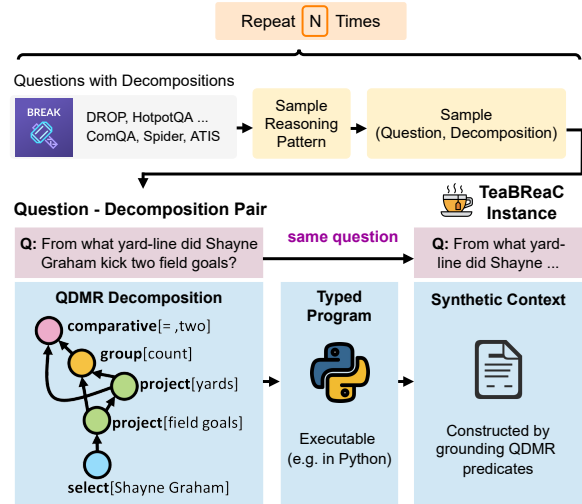 Repeat N Times
Questions with Decompositions
BREAK
DROP, HotpotQA ...
ComQA, Spider, ATIS
Sample
Reasoning
Pattern
Sample
(Question, Decomposition)
Question - Decomposition Pair
TeaBReaC
Instance
Q: From what yard-line did Shayne
Graham kick two field goals?
same question
Q: From what yard-
line did Shayne ...
QDMR Decomposition
comparative[= ,two]
group[count]
project[yards]
project[field goals]
select[Shayne Graham]
Typed
Program
Executable
(e.g. in Python)
Synthetic Context
Constructed by
grounding QDMR
predicates